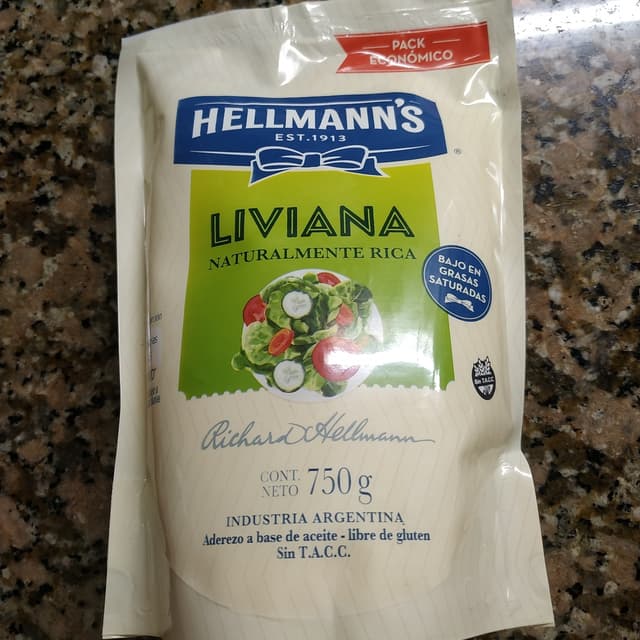 PACK
ECONÓMICO
HELLMANN'S
EST.1913
®
LIVIANA
NATURALMENTE RICA
BAJO EN
GRASAS
SATURADAS
Sin T.A.C.C.
Richard Hellmann
CONT.
NETO 750 g
INDUSTRIA ARGENTINA
Aderezo a base de aceite - libre de gluten
Sin T.A.C.C.